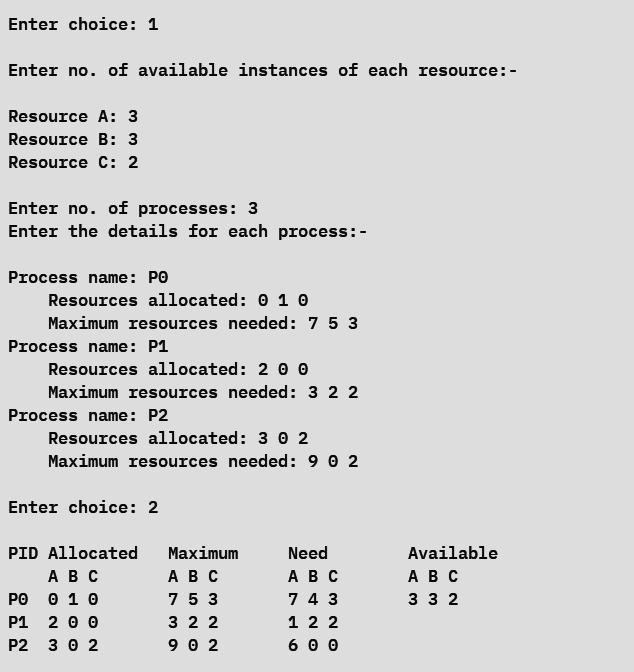 Enter choice: 1
Enter no. of available instances of each resource:-
Resource A: 3
Resource B: 3
Resource C: 2
Enter no. of processes: 3
Enter the details for each process:-
Process name: P0
    Resources allocated: 0 1 0
    Maximum resources needed: 7 5 3
Process name: P1
    Resources allocated: 2 0 0
    Maximum resources needed: 3 2 2
Process name: P2
    Resources allocated: 3 0 2
    Maximum resources needed: 9 0 2
Enter choice: 2
PID Allocated   Maximum     Need        Available
    A B C       A B C       A B C       A B C
P0  0 1 0       7 5 3       7 4 3       3 3 2
P1  2 0 0       3 2 2       1 2 2
P2  3 0 2       9 0 2       6 0 0